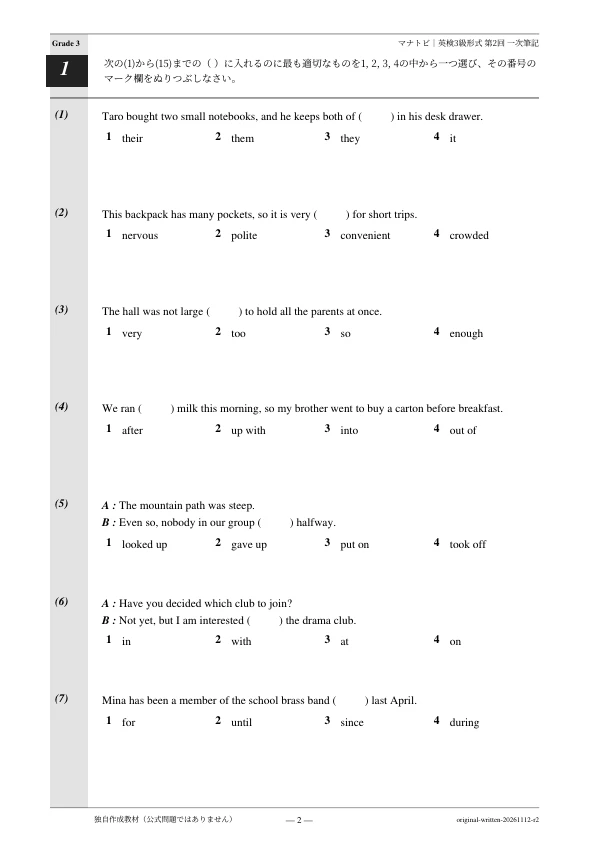 Grade 3
マナトビ｜英検3級形式 第2回 一次筆記
1
次の(1)から(15)までの（ ）に入れるのに最も適切なものを1, 2, 3, 4の中から一つ選び、その番号の
マーク欄をぬりつぶしなさい。
(1) Taro bought two small notebooks, and he keeps both of ( ) in his desk drawer.
1 their 2 them 3 they 4 it
(2) This backpack has many pockets, so it is very ( ) for short trips.
1 nervous 2 polite 3 convenient 4 crowded
(3) The hall was not large ( ) to hold all the parents at once.
1 very 2 too 3 so 4 enough
(4) We ran ( ) milk this morning, so my brother went to buy a carton before breakfast.
1 after 2 up with 3 into 4 out of
(5) A : The mountain path was steep.
B : Even so, nobody in our group ( ) halfway.
1 looked up 2 gave up 3 put on 4 took off
(6) A : Have you decided which club to join?
B : Not yet, but I am interested ( ) the drama club.
1 in 2 with 3 at 4 on
(7) Mina has been a member of the school brass band ( ) last April.
1 for 2 until 3 since 4 during
独自作成教材（公式問題ではありません）
— 2 —
original-written-20261112-r2